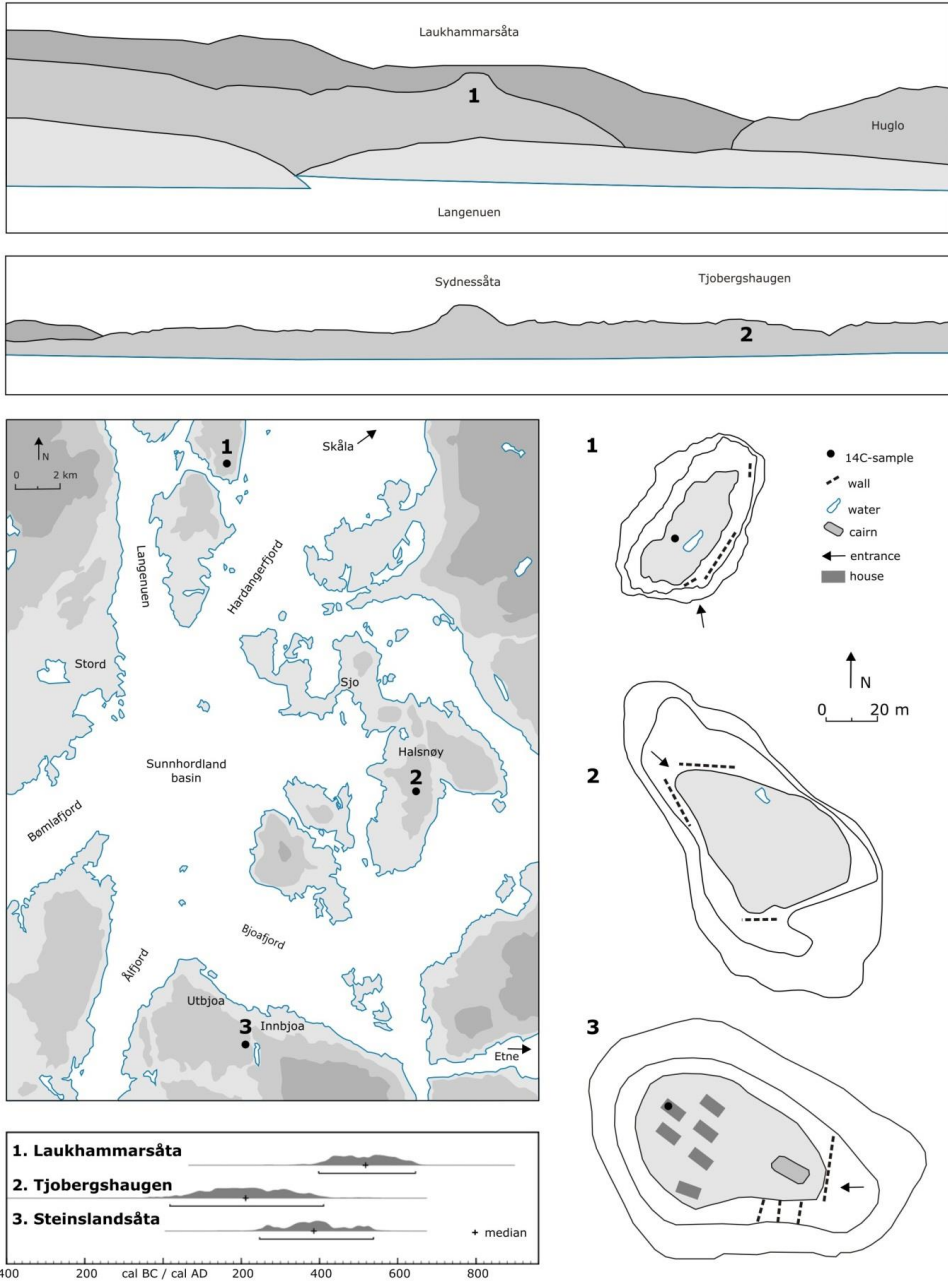 Laukhammarsåta
1
Huglo
Langenuen
Sydnessåta
Tjobergshaugen
2
1
Skåla
N
0 2 km
Langenuen
Hardangerfjord
Stord
Sjo
Sunnhordland
basin
Halsnøy
2
Bømlafjord
Bjoafjord
Ålfjord
Utbjoa
3
Innbjoa
Etne
1
14C-sample
wall
water
cairn
entrance
house
N
0 20 m
2
3
1. Laukhammarsåta
2. Tjobergshaugen
3. Steinslandsåta
+ median
400 200 cal BC / cal AD 200 400 600 800